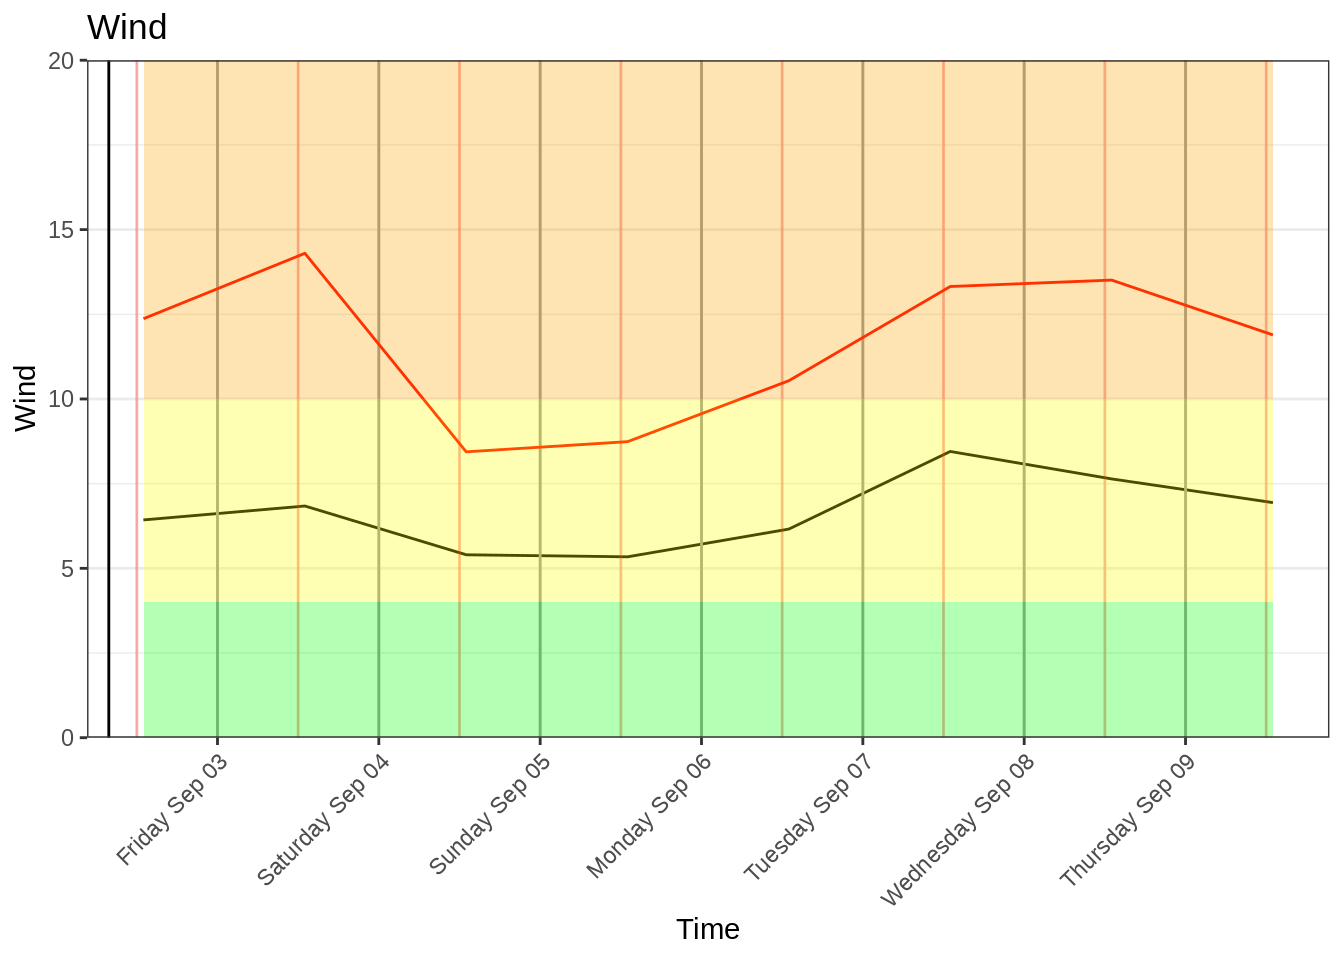 Wind
20
15
10
5
0
Wind
Friday Sep 03
Saturday Sep 04
Sunday Sep 05
Monday Sep 06
Tuesday Sep 07
Wednesday Sep 08
Thursday Sep 09
Time